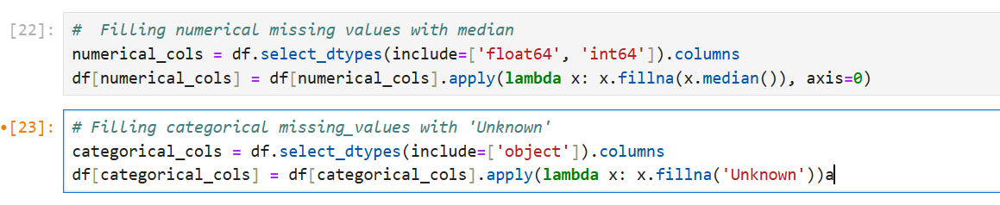 [22]: #  Filling numerical missing values with median
numerical_cols = df.select_dtypes(include=['float64', 'int64']).columns
df[numerical_cols] = df[numerical_cols].apply(lambda x: x.fillna(x.median()), axis=0)
•[23]: # Filling categorical missing_values with 'Unknown'
categorical_cols = df.select_dtypes(include=['object']).columns
df[categorical_cols] = df[categorical_cols].apply(lambda x: x.fillna('Unknown'))a